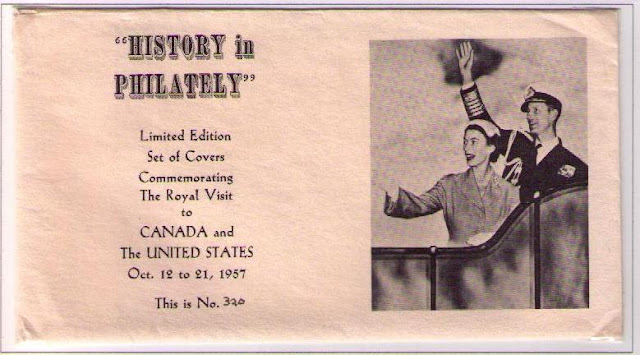 "HISTORY in
PHILATELY"
Limited Edition
Set of Covers
Commemorating
The Royal Visit
to
CANADA and
The UNITED STATES
Oct. 12 to 21, 1957
This is No. 320